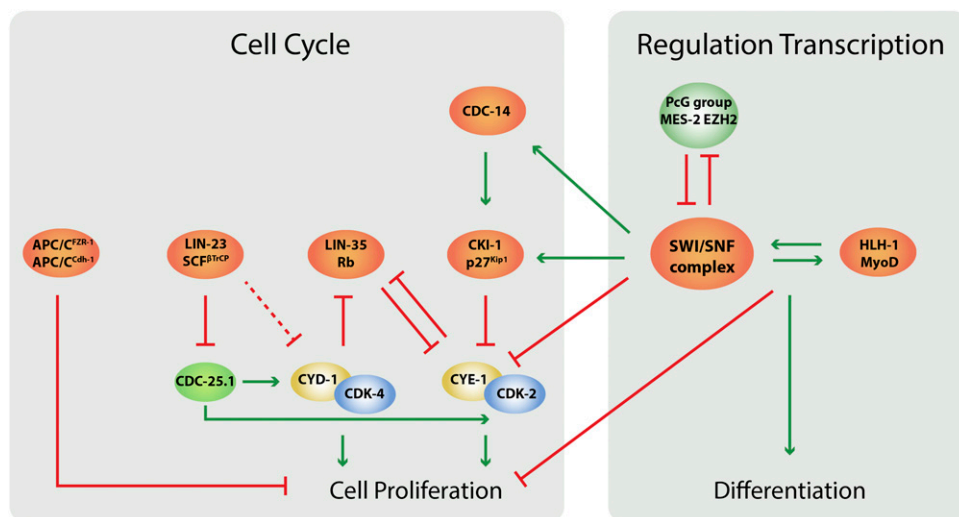 Cell Cycle
Regulation Transcription
CDC-14
PcG group
MES-2 EZH2
APC/C^FZR-1
APC/C^Cdh-1
LIN-23
SCF^βTrCP
LIN-35
Rb
CKI-1
p27^Kip1
SWI/SNF
complex
HLH-1
MyoD
CDC-25.1
CYD-1
CDK-4
CYE-1
CDK-2
Cell Proliferation
Differentiation